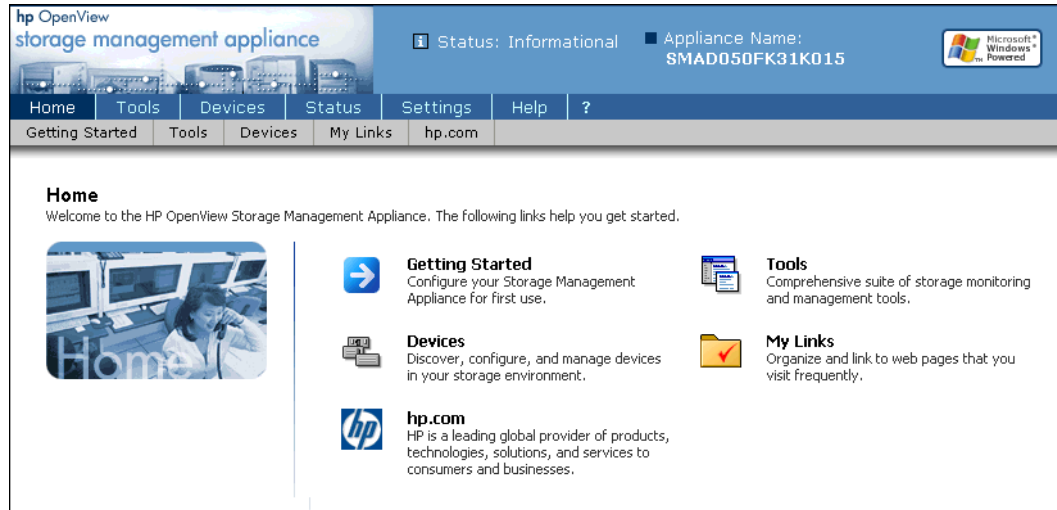 hp OpenView
storage management appliance
i Status: Informational
Appliance Name:
SMAD050FK31K015
Microsoft®
Windows®
Powered
TM
Home Tools Devices Status Settings Help ?
Getting Started Tools Devices My Links hp.com
Home
Welcome to the HP OpenView Storage Management Appliance. The following links help you get started.
Home
Getting Started
Configure your Storage Management
Appliance for first use.
Tools
Comprehensive suite of storage monitoring
and management tools.
Devices
Discover, configure, and manage devices
in your storage environment.
My Links
Organize and link to web pages that you
visit frequently.
hp
hp.com
HP is a leading global provider of products,
technologies, solutions, and services to
consumers and businesses.